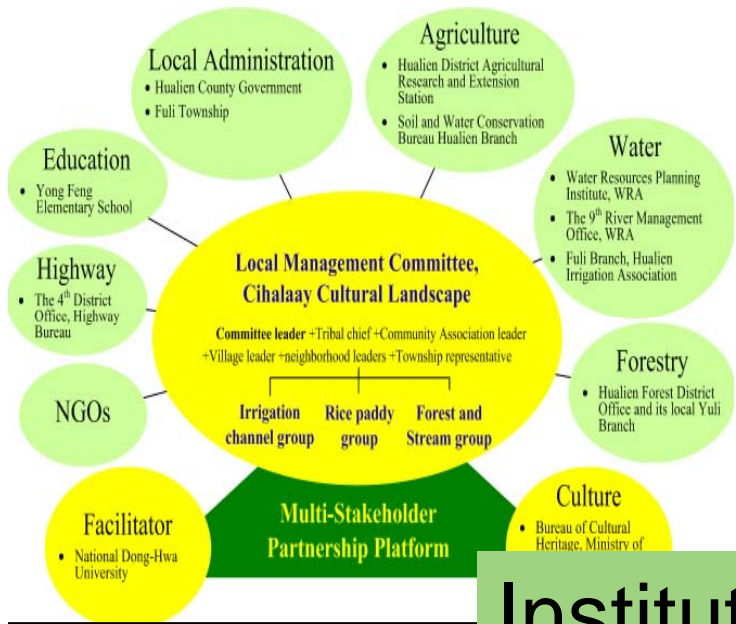 Agriculture
• Hualien District Agricultural
Research and Extension
Station
• Soil and Water Conservation
Bureau Hualien Branch
Local Administration
• Hualien County Government
• Fuli Township
Water
• Water Resources Planning
Institute, WRA
• The 9th River Management
Office, WRA
• Fuli Branch, Hualien
Irrigation Association
Education
• Yong Feng
Elementary School
Highway
• The 4th District
Office, Highway
Bureau
Local Management Committee,
Cihalaay Cultural Landscape
Committee leader +Tribal chief +Community Association leader
+Village leader +neighborhood leaders +Township representative
Irrigation
channel group
Rice paddy
group
Forest and
Stream group
Forestry
• Hualien Forest District
Office and its local Yuli
Branch
NGOs
Facilitator
• National Dong-Hwa
University
Multi-Stakeholder
Partnership Platform
Culture
• Bureau of Cultural
Heritage, Ministry of